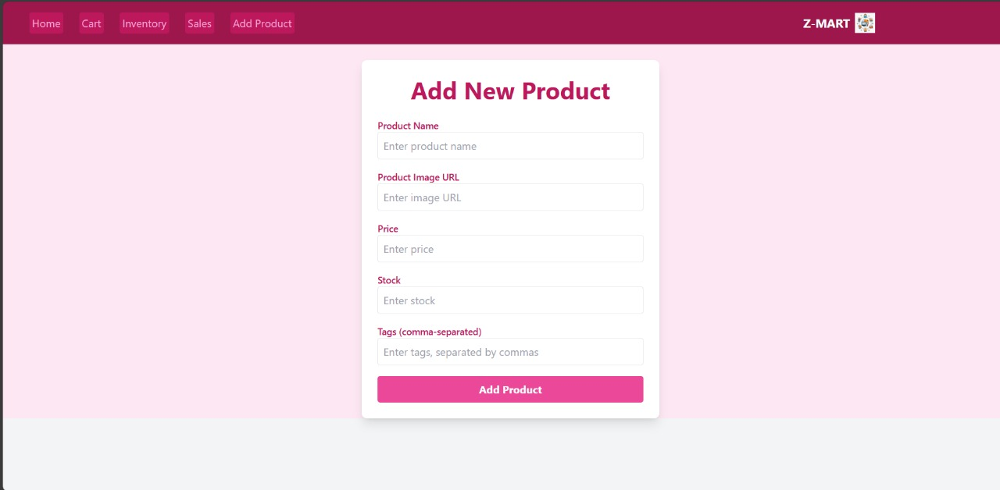 Home Cart Inventory Sales Add Product Z-MART
Add New Product
Product Name
Enter product name
Product Image URL
Enter image URL
Price
Enter price
Stock
Enter stock
Tags (comma-separated)
Enter tags, separated by commas
Add Product